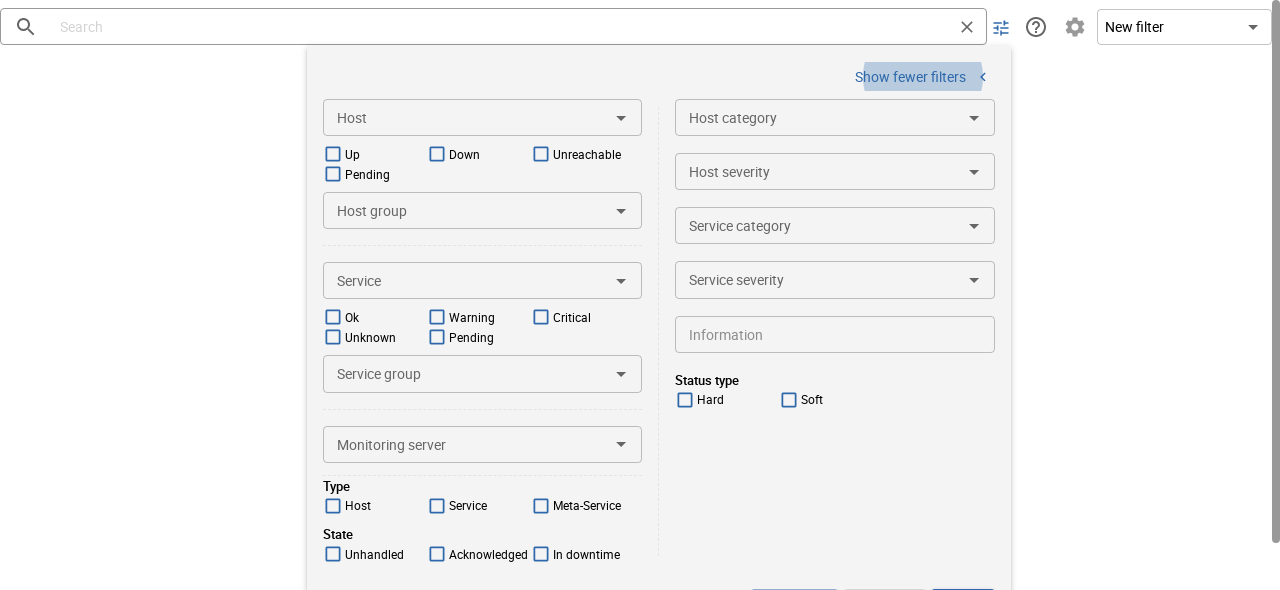 Search
New filter
Show fewer filters
Host
Up
Down
Unreachable
Pending
Host group
Service
Ok
Warning
Critical
Unknown
Pending
Service group
Monitoring server
Type
Host
Service
Meta-Service
State
Unhandled
Acknowledged
In downtime
Host category
Host severity
Service category
Service severity
Information
Status type
Hard
Soft